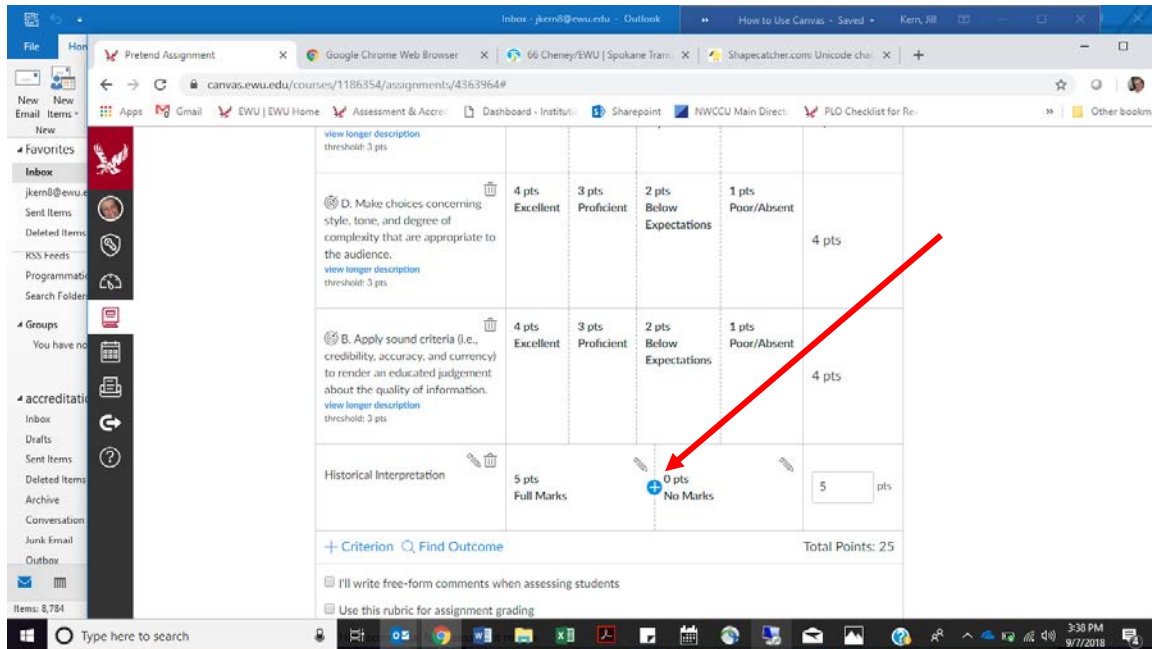 Inbox - jkern8@ewu.edu - Outlook
How to Use Canvas - Saved
Kern, Jill
File
Hon
Pretend Assignment
Google Chrome Web Browser
66 Cheney/EWU | Spokane Tran
Shapecatcher.com: Unicode cha
canvas.ewu.edu/courses/1186354/assignments/4363964#
New Email
New Items
New
Apps
Gmail
EWU | EWU Home
Assessment & Accre
Dashboard - Instituti
Sharepoint
NWCCU Main Direct
PLO Checklist for Re
Other bookm
Favorites
Inbox
jkern8@ewu.e
Sent Items
Deleted Items
RSS Feeds
Programmatic
Search Folder
Groups
You have no
accreditati
Inbox
Drafts
Sent Items
Deleted Items
Archive
Conversation
Junk Email
Outbox
Items: 8,784
view longer description
threshold: 3 pts
D. Make choices concerning
style, tone, and degree of
complexity that are appropriate to
the audience.
view longer description
threshold: 3 pts
4 pts
Excellent
3 pts
Proficient
2 pts
Below
Expectations
1 pts
Poor/Absent
4 pts
B. Apply sound criteria (i.e.,
credibility, accuracy, and currency)
to render an educated judgement
about the quality of information.
view longer description
threshold: 3 pts
4 pts
Excellent
3 pts
Proficient
2 pts
Below
Expectations
1 pts
Poor/Absent
4 pts
Historical Interpretation
5 pts
Full Marks
0 pts
No Marks
5 pts
+ Criterion
Find Outcome
Total Points: 25
I'll write free-form comments when assessing students
Use this rubric for assignment grading
Type here to search
3:38 PM
9/7/2018